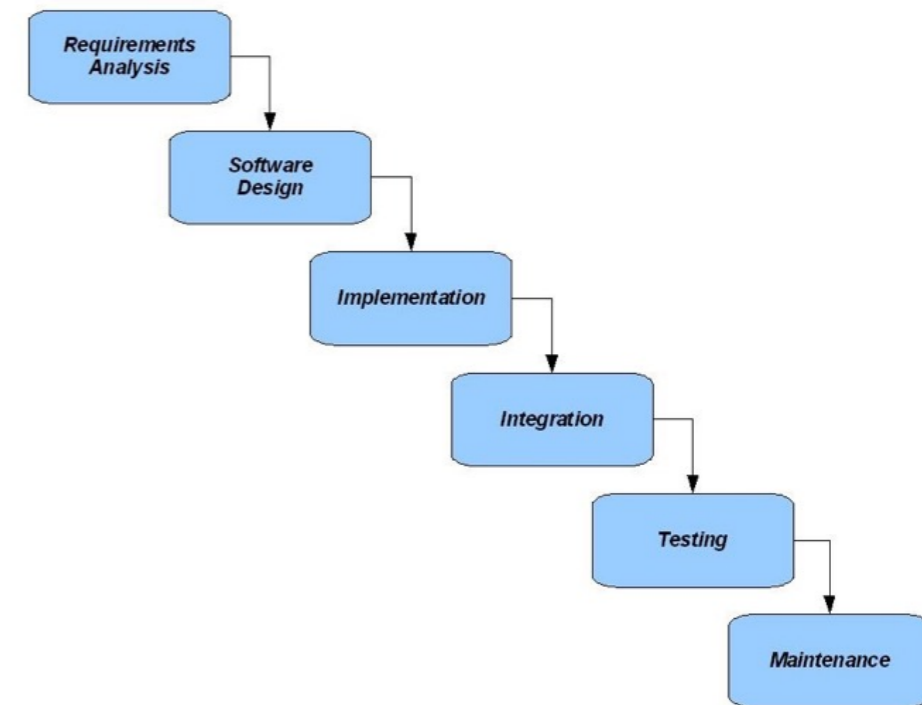 Requirements
Analysis
Software
Design
Implementation
Integration
Testing
Maintenance